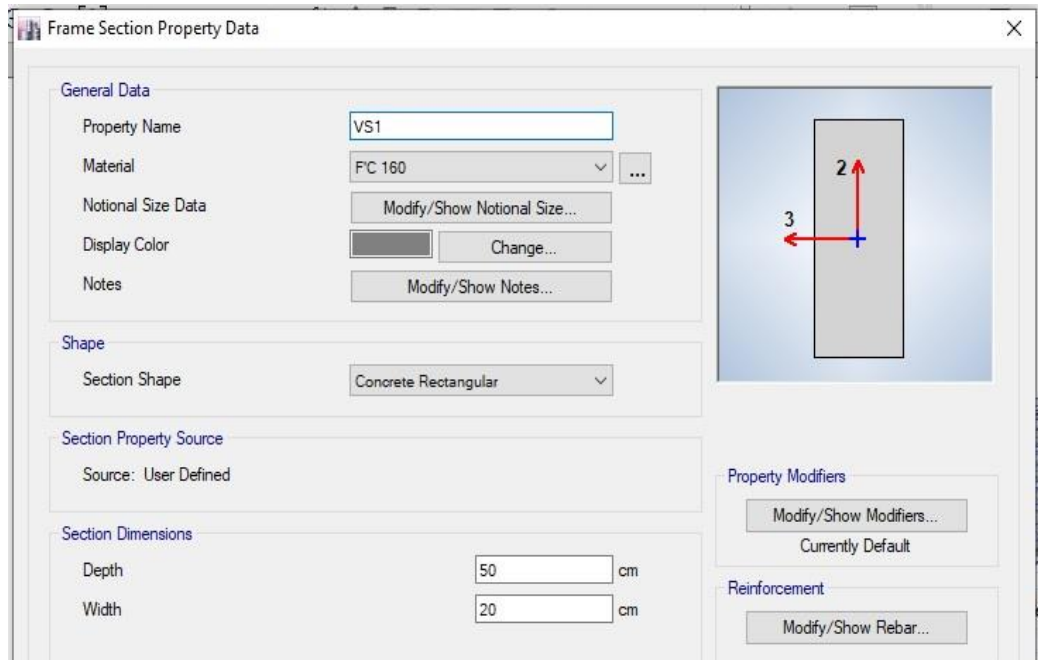 Frame Section Property Data
General Data
Property Name VS1
Material F'C 160 ...
Notional Size Data Modify/Show Notional Size...
Display Color Change...
Notes Modify/Show Notes...
Shape
Section Shape Concrete Rectangular
Section Property Source
Source: User Defined
Section Dimensions
Depth 50 cm
Width 20 cm
2
3
Property Modifiers
Modify/Show Modifiers...
Currently Default
Reinforcement
Modify/Show Rebar...